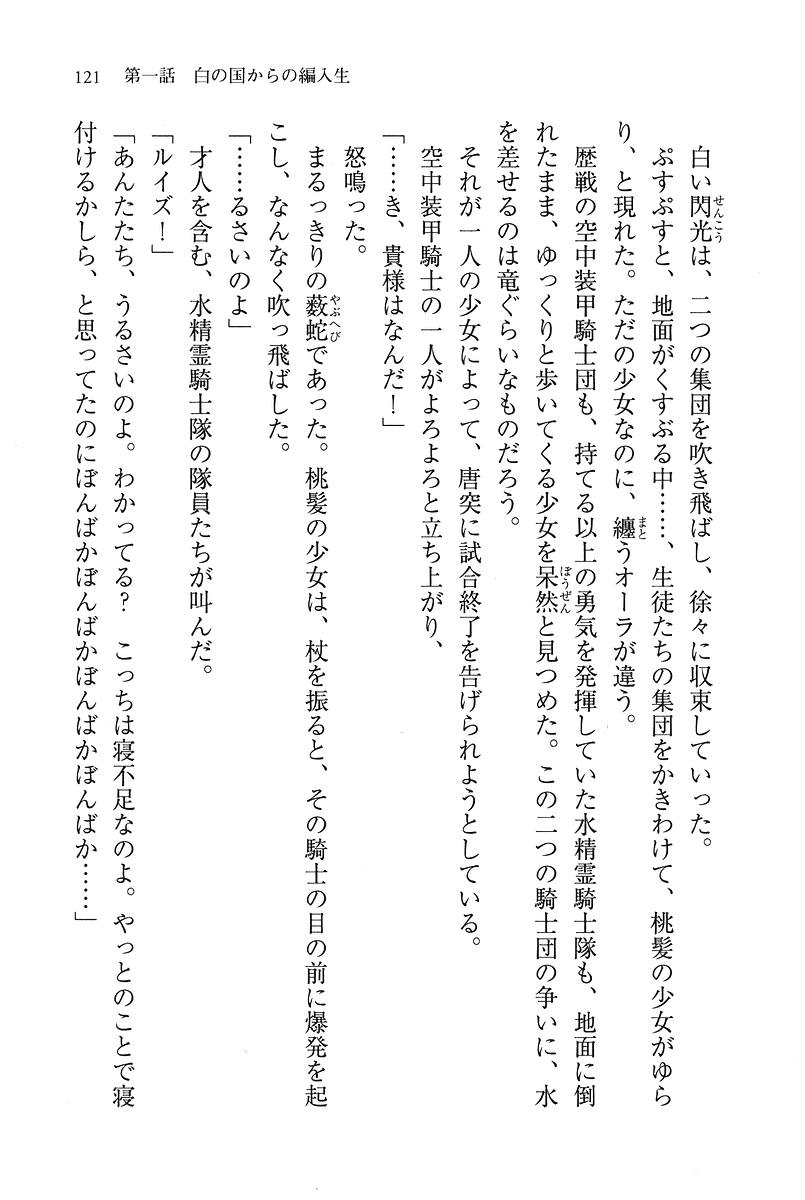 121　第一話　白の国からの編入生
　白い閃光は、二つの集団を吹き飛ばし、徐々に収束していった。
　ぷすぷすと、地面がくすぶる中……、生徒たちの集団をかきわけて、桃髪の少女がゆら
り、と現れた。ただの少女なのに、纏うオーラが違う。
　歴戦の空中装甲騎士団も、持てる以上の勇気を発揮していた水精霊騎士隊も、地面に倒
れたまま、ゆっくりと歩いてくる少女を呆然と見つめた。この二つの騎士団の争いに、水
を差せるのは竜ぐらいなものだろう。
　それが一人の少女によって、唐突に試合終了を告げられようとしている。
　空中装甲騎士の一人がよろよろと立ち上がり、
「……き、貴様はなんだ！」
　怒鳴った。
　まるっきりの薮蛇であった。桃髪の少女は、杖を振ると、その騎士の目の前に爆発を起
こし、なんなく吹っ飛ばした。
「……るさいのよ」
　才人を含む、水精霊騎士隊の隊員たちが叫んだ。
「ルイズ！」
「あんたたち、うるさいのよ。わかってる？　こっちは寝不足なのよ。やっとのことで寝
付けるかしら、と思ってたのにぼんばかぼんばかぼんばかぼんばか……」
せんこう
まと
ぼうぜん
やぶへび